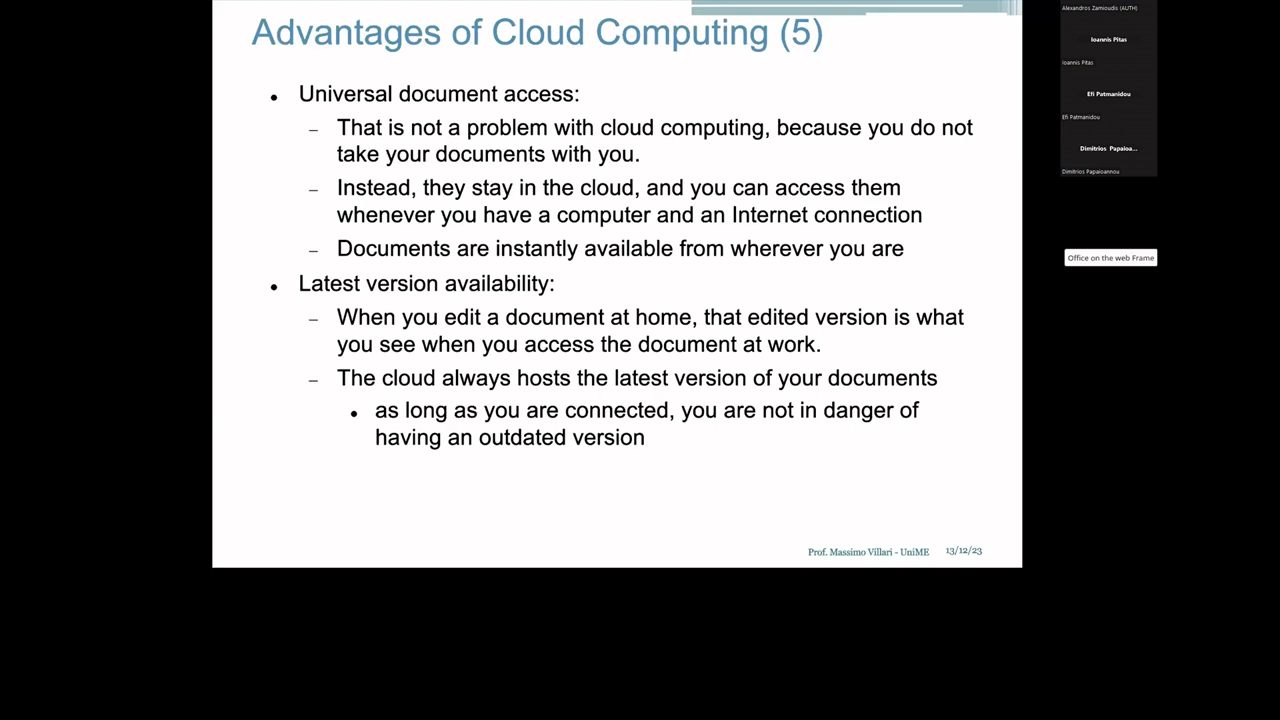 Advantages of Cloud Computing (5)
• Universal document access:
– That is not a problem with cloud computing, because you do not
take your documents with you.
– Instead, they stay in the cloud, and you can access them
whenever you have a computer and an Internet connection
– Documents are instantly available from wherever you are
• Latest version availability:
– When you edit a document at home, that edited version is what
you see when you access the document at work.
– The cloud always hosts the latest version of your documents
• as long as you are connected, you are not in danger of
having an outdated version
Prof. Massimo Villari - UniME 13/12/23
Alexandros Zamioudis (AUTH)
Ioannis Pitas
Ioannis Pitas
Efi Patmanidou
Efi Patmanidou
Dimitrios Papaioa...
Dimitrios Papaioannou
Office on the web Frame